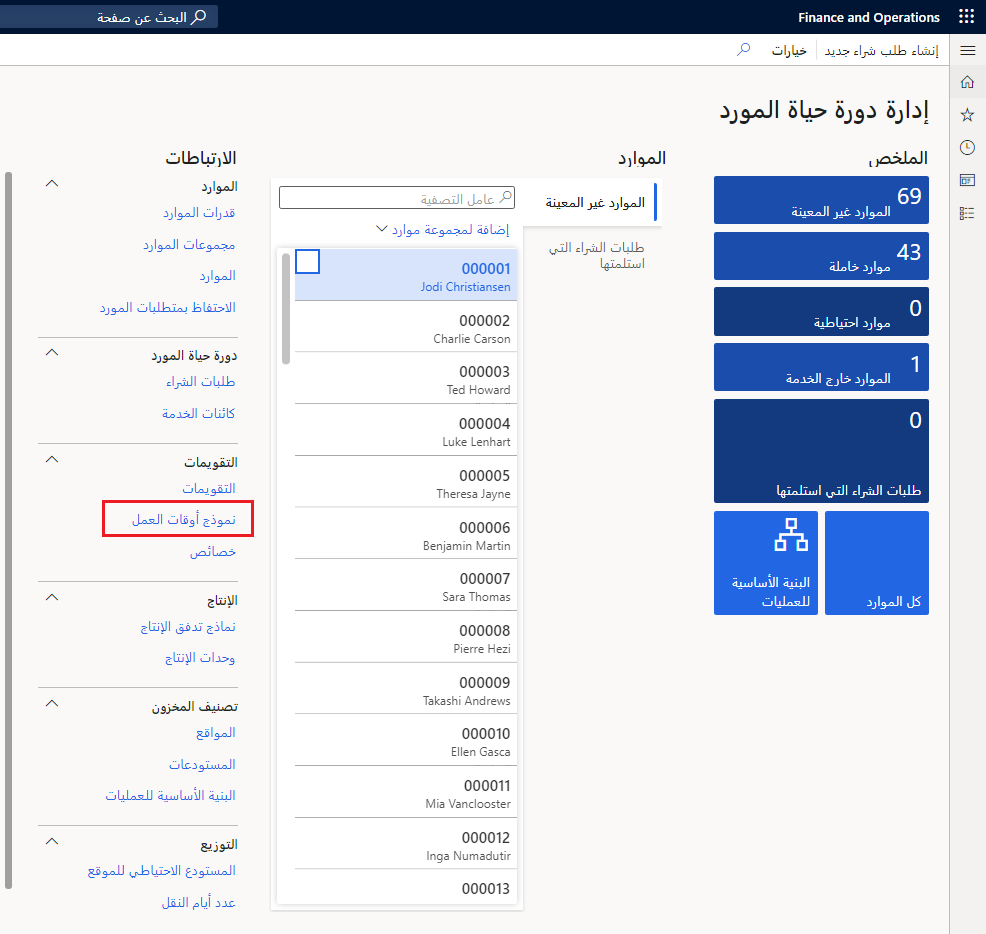 Finance and Operations
البحث عن صفحة
إنشاء طلب شراء جديد
خيارات
إدارة دورة حياة المورد
الملخص
69
الموارد غير المعينة
43
موارد خاملة
0
موارد احتياطية
1
الموارد خارج الخدمة
0
طلبات الشراء التي استلمتها
كل الموارد
البنية الأساسية
للعمليات
الموارد
الموارد غير المعينة
طلبات الشراء التي
استلمتها
عامل التصفية
إضافة لمجموعة موارد
000001
Jodi Christiansen
000002
Charlie Carson
000003
Ted Howard
000004
Luke Lenhart
000005
Theresa Jayne
000006
Benjamin Martin
000007
Sara Thomas
000008
Pierre Hezi
000009
Takashi Andrews
000010
Ellen Gasca
000011
Mia Vanclooster
000012
Inga Numadutir
000013
الارتباطات
الموارد
قدرات الموارد
مجموعات الموارد
الموارد
الاحتفاظ بمتطلبات المورد
دورة حياة المورد
طلبات الشراء
كائنات الخدمة
التقويمات
التقويمات
نموذج أوقات العمل
خصائص
الإنتاج
نماذج تدفق الإنتاج
وحدات الإنتاج
تصنيف المخزون
المواقع
المستودعات
البنية الأساسية للعمليات
التوزيع
المستودع الاحتياطي للموقع
عدد أيام النقل